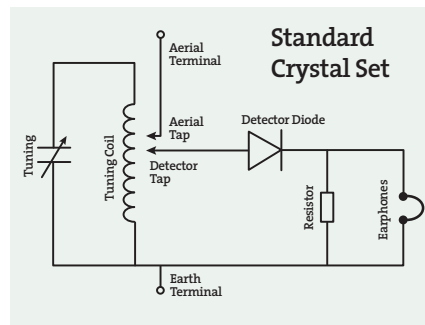 Standard
Crystal Set
Aerial
Terminal
Tuning
Tuning Coil
Aerial
Tap
Detector
Tap
Detector Diode
Resistor
Earphones
Earth
Terminal